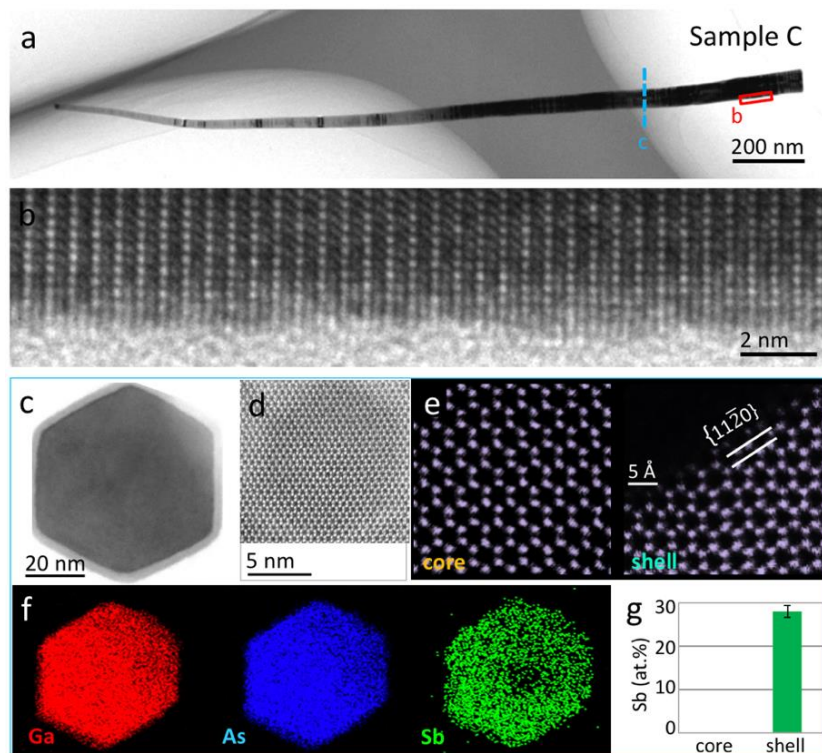 a
Sample C
b
c
200 nm
b
2 nm
c
20 nm
d
5 nm
e
core
{112̅0}
5 Å
shell
f
Ga
As
Sb
g
Sb (at.%)
30
20
10
0
core
shell